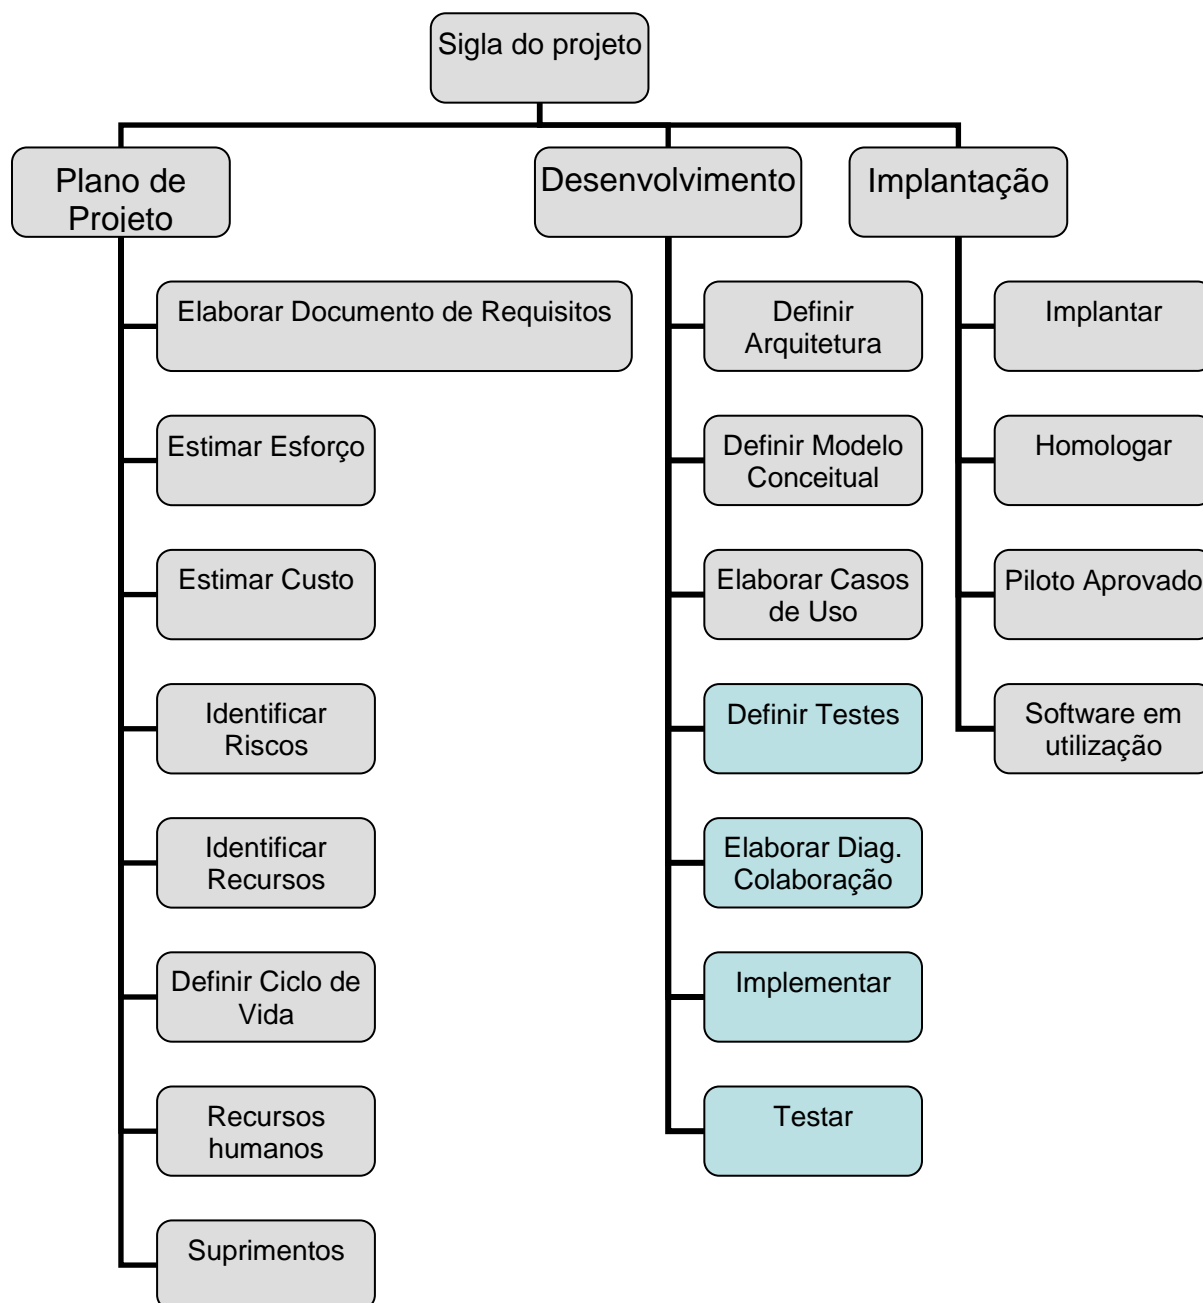 Sigla do projeto
Plano de
Projeto
Desenvolvimento
Implantação
Elaborar Documento de Requisitos
Estimar Esforço
Estimar Custo
Identificar
Riscos
Identificar
Recursos
Definir Ciclo de
Vida
Recursos
humanos
Suprimentos
Definir
Arquitetura
Definir Modelo
Conceitual
Elaborar Casos
de Uso
Definir Testes
Elaborar Diag.
Colaboração
Implementar
Testar
Implantar
Homologar
Piloto Aprovado
Software em
utilização